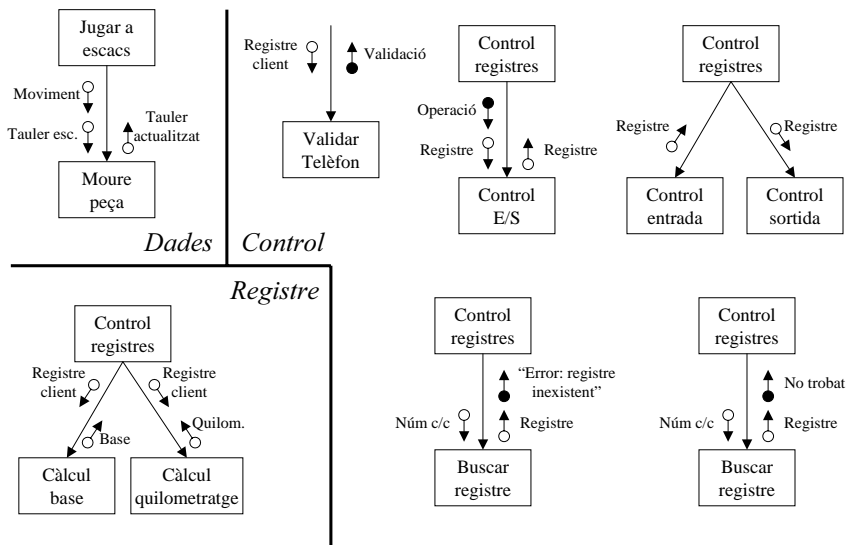 Jugar a
escacs
Moviment
Tauler esc.
Tauler
actualitzat
Moure
peça
Dades
Registre
client
Validació
Validar
Telèfon
Control
Control
registres
Operació
Registre
Registre
Control
E/S
Control
registres
Registre
Registre
Control
entrada
Control
sortida
Registre
Control
registres
Registre
client
Registre
client
Base
Quilom.
Càlcul
base
Càlcul
quilometratge
Control
registres
“Error: registre
inexistent”
Núm c/c
Registre
Buscar
registre
Control
registres
No trobat
Núm c/c
Registre
Buscar
registre